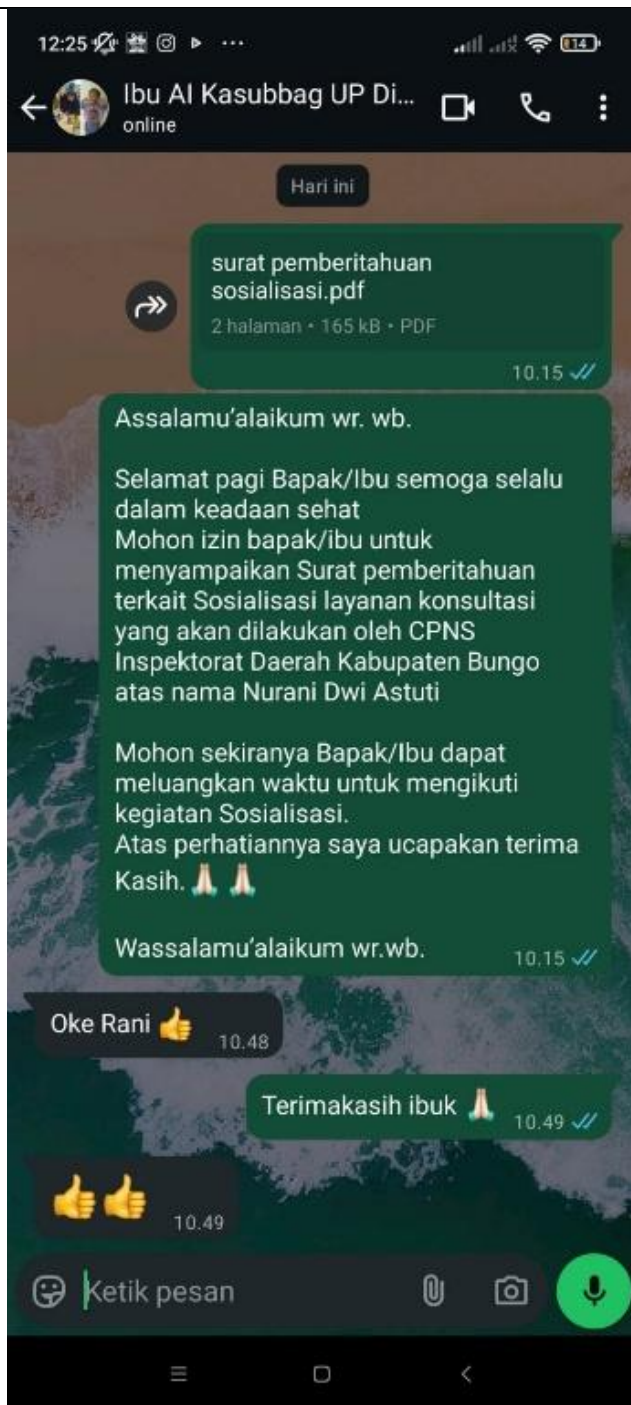 12:25
14
Ibu AI Kasubbag UP Di...
online
Hari ini
surat pemberitahuan
sosialisasi.pdf
2 halaman • 165 kB • PDF
10.15
Assalamu'alaikum wr. wb.
Selamat pagi Bapak/Ibu semoga selalu
dalam keadaan sehat
Mohon izin bapak/ibu untuk
menyampaikan Surat pemberitahuan
terkait Sosialisasi layanan konsultasi
yang akan dilakukan oleh CPNS
Inspektorat Daerah Kabupaten Bungo
atas nama Nurani Dwi Astuti
Mohon sekiranya Bapak/Ibu dapat
meluangkan waktu untuk mengikuti
kegiatan Sosialisasi.
Atas perhatiannya saya ucapakan terima
Kasih. 🙏🏻 🙏🏻
Wassalamu'alaikum wr.wb.
10.15
Oke Rani 👍
10.48
Terimakasih ibuk 🙏🏻
10.49
👍👍
10.49
Ketik pesan